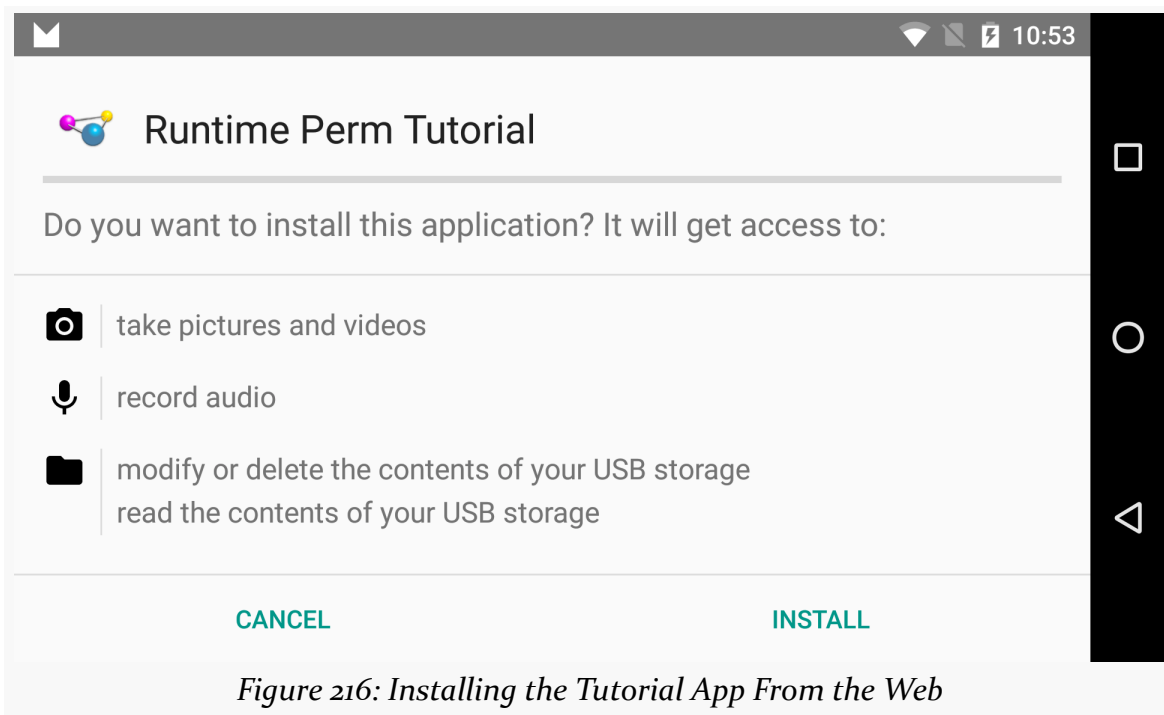 10:53
Runtime Perm Tutorial
Do you want to install this application? It will get access to:
take pictures and videos
record audio
modify or delete the contents of your USB storage
read the contents of your USB storage
CANCEL INSTALL
Figure 216: Installing the Tutorial App From the Web